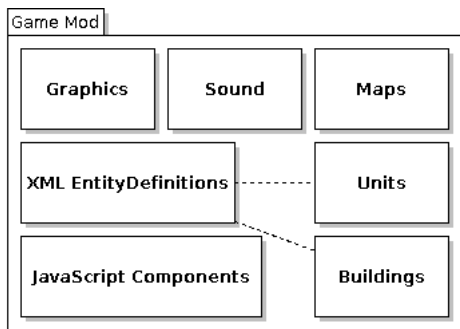 Game Mod
Graphics
Sound
Maps
XML EntityDefinitions
Units
JavaScript Components
Buildings